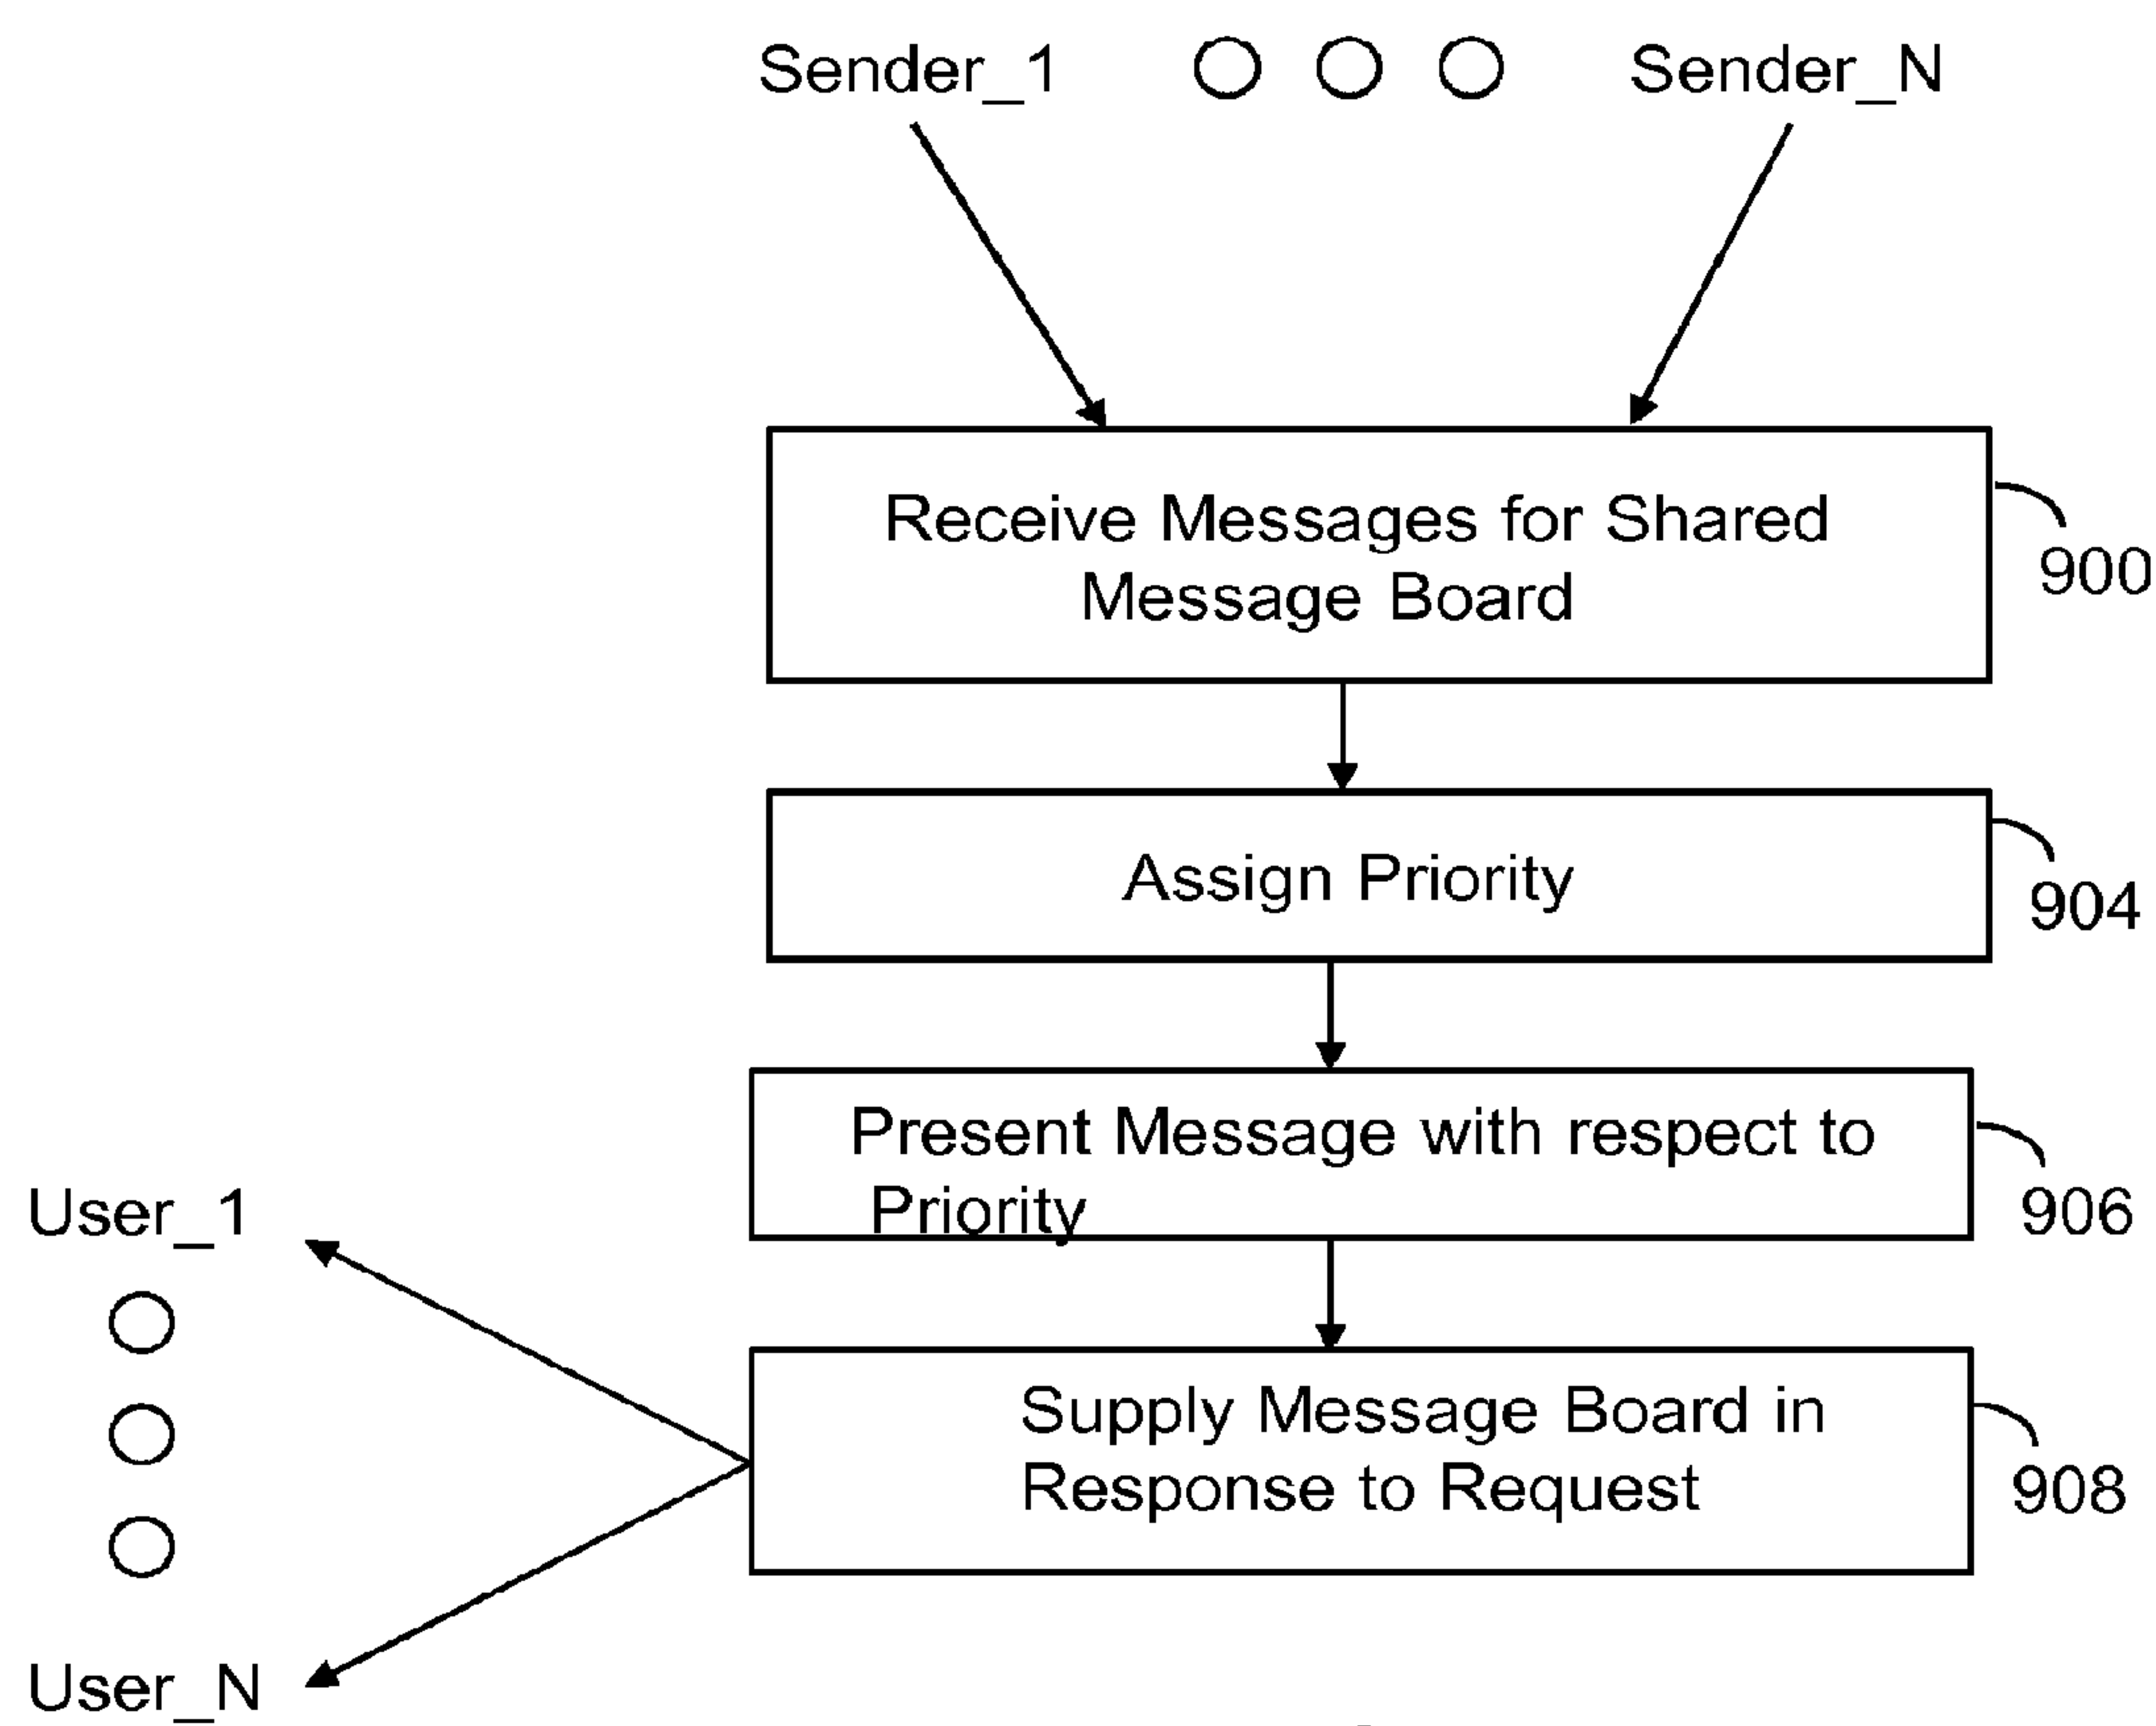 Sender_1
Sender_N
Receive Messages for Shared
Message Board
900
Assign Priority
904
Present Message with respect to
Priority
906
User_1
Supply Message Board in
Response to Request
908
User_N